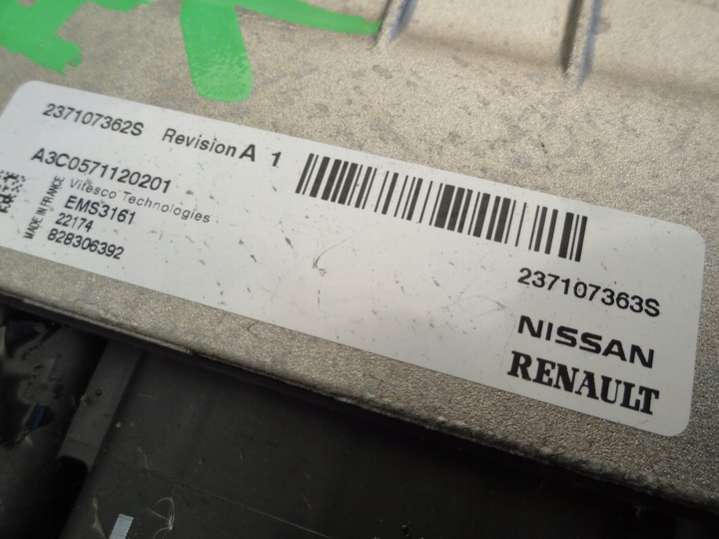 237107362S Revision A 1
A3C0571120201
Vitesco Technologies
EMS3161
22174
828306392
MADE IN FRANCE
237107363S
NISSAN
RENAULT